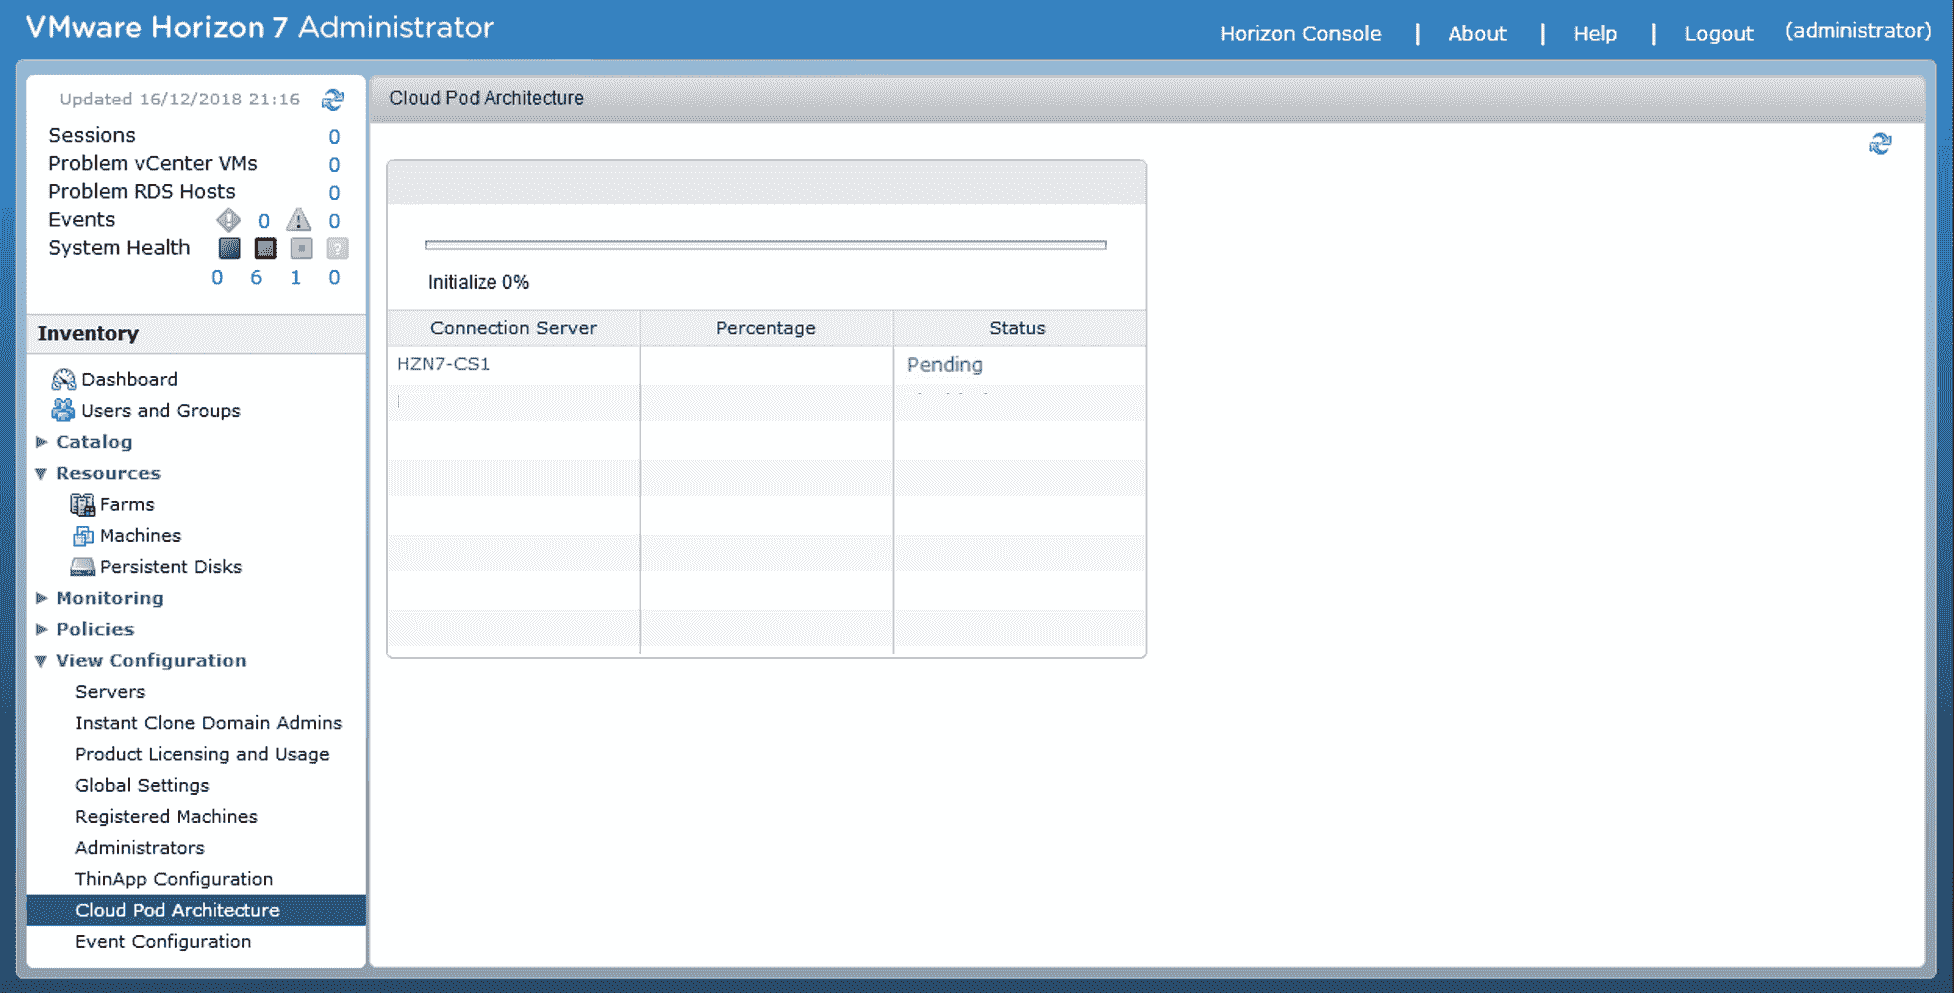 VMware Horizon 7 Administrator
Horizon Console | About | Help | Logout (administrator)
Updated 16/12/2018 21:16
Sessions 0
Problem vCenter VMs 0
Problem RDS Hosts 0
Events 0 0
System Health
0 6 1 0
Inventory
Dashboard
Users and Groups
Catalog
Resources
Farms
Machines
Persistent Disks
Monitoring
Policies
View Configuration
Servers
Instant Clone Domain Admins
Product Licensing and Usage
Global Settings
Registered Machines
Administrators
ThinApp Configuration
Cloud Pod Architecture
Event Configuration
Cloud Pod Architecture
Initialize 0%
Connection Server Percentage Status
HZN7-CS1 Pending